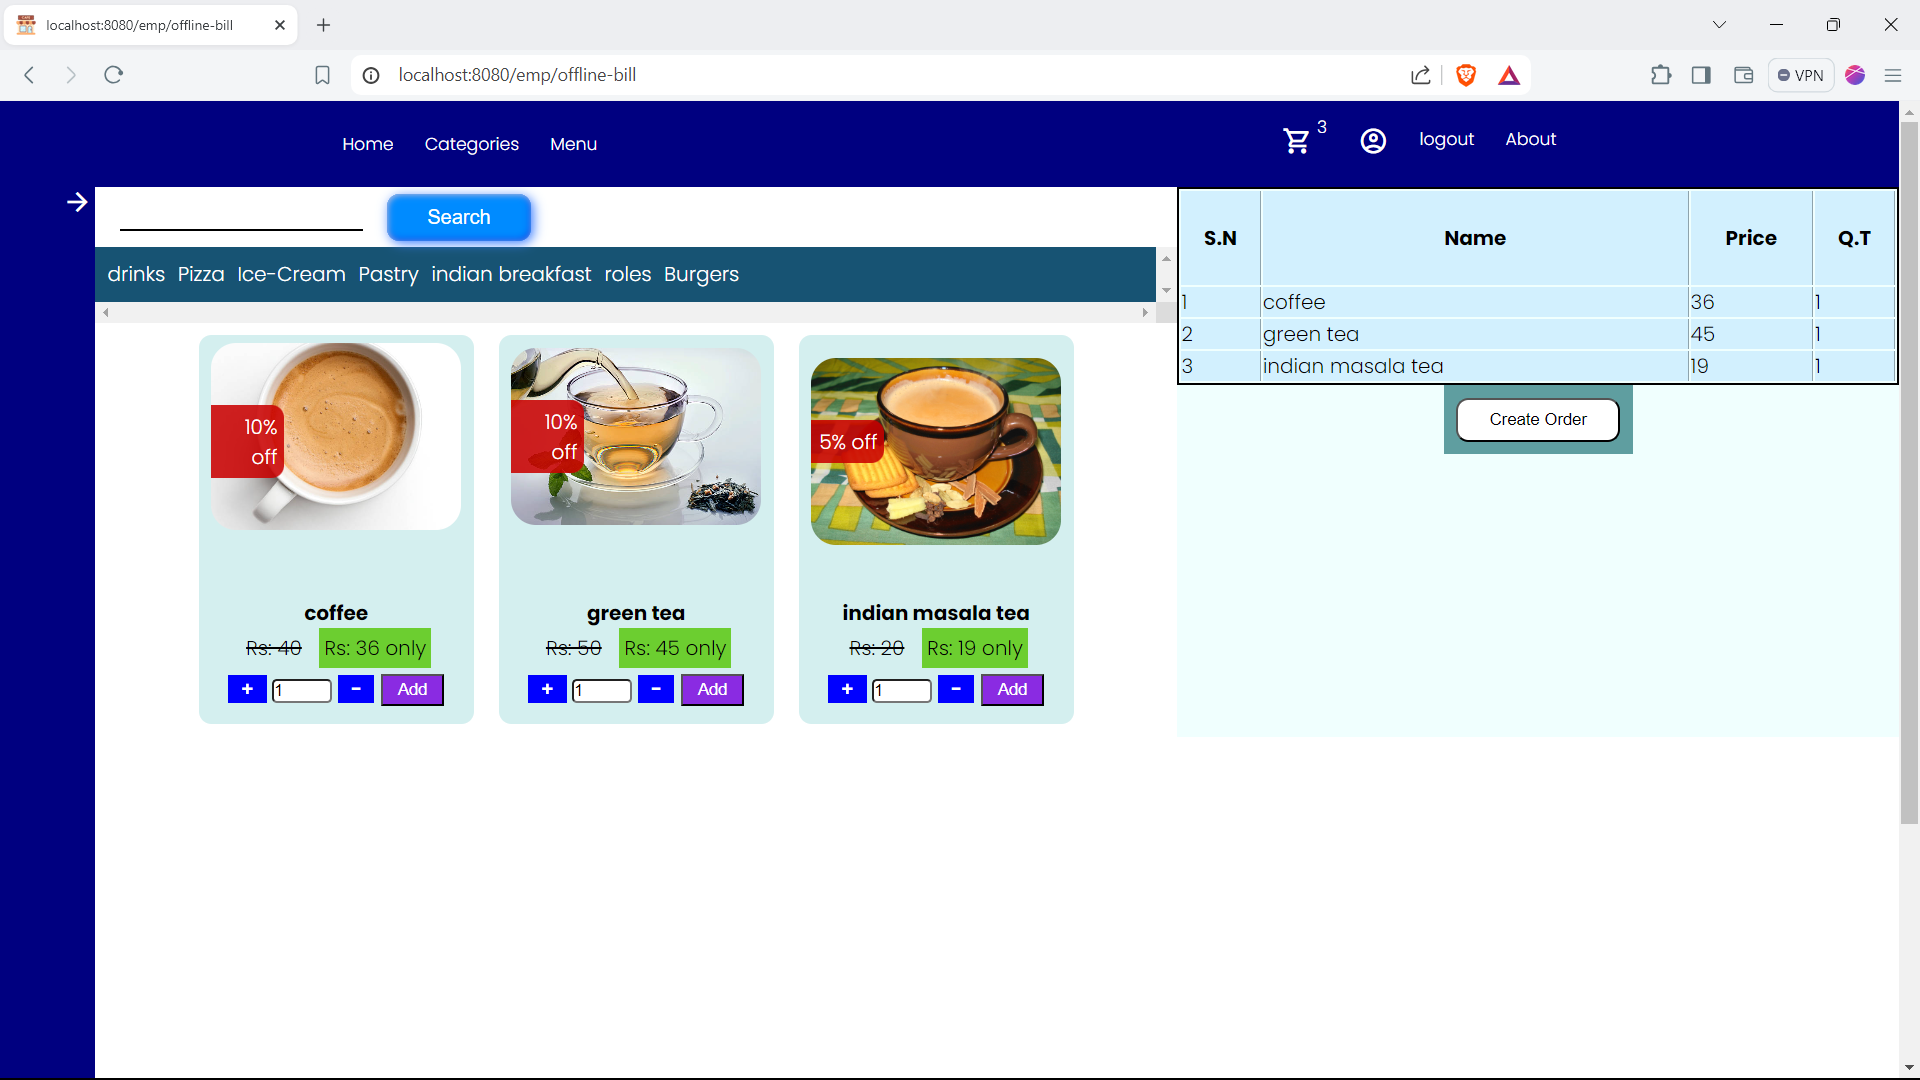 localhost:8080/emp/offline-bill
localhost:8080/emp/offline-bill
VPN
Home Categories Menu
3
logout About
Search
drinks Pizza Ice-Cream Pastry indian breakfast roles Burgers
10%
off
coffee
Rs: 40 Rs: 36 only
+ 1 - Add
10%
off
green tea
Rs: 50 Rs: 45 only
+ 1 - Add
5% off
indian masala tea
Rs: 20 Rs: 19 only
+ 1 - Add
S.N Name Price Q.T
1 coffee 36 1
2 green tea 45 1
3 indian masala tea 19 1
Create Order